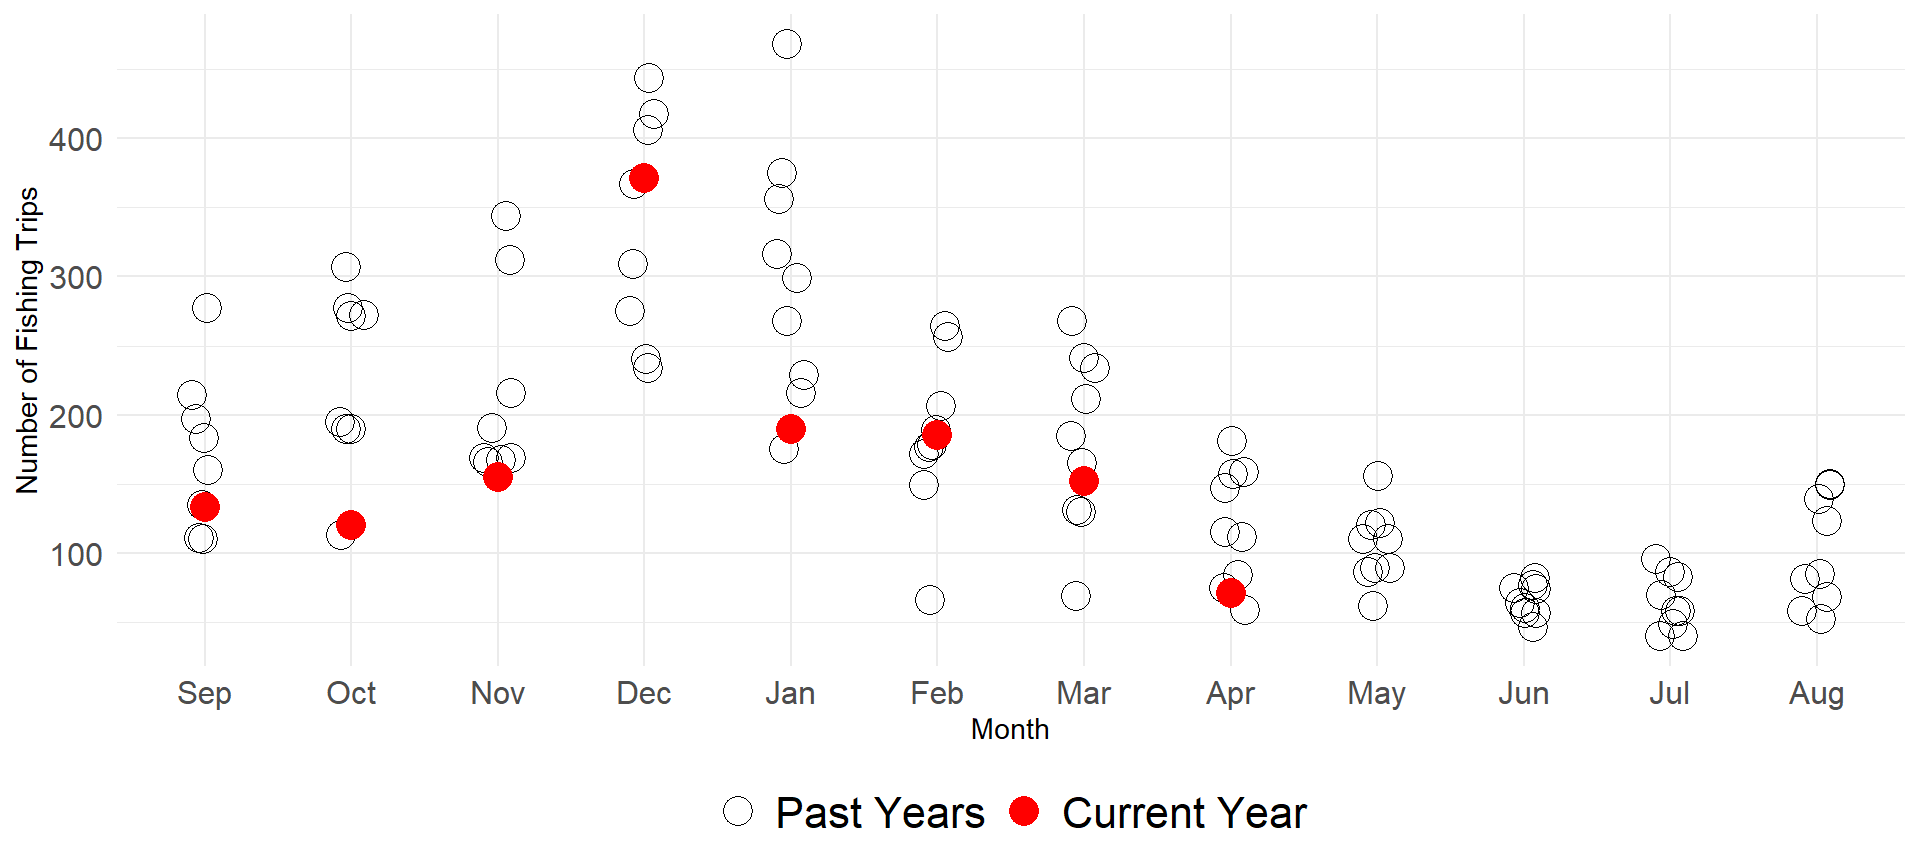 Number of Fishing Trips
400
300
200
100
Sep Oct Nov Dec Jan Feb Mar Apr May Jun Jul Aug
Month
Past Years Current Year